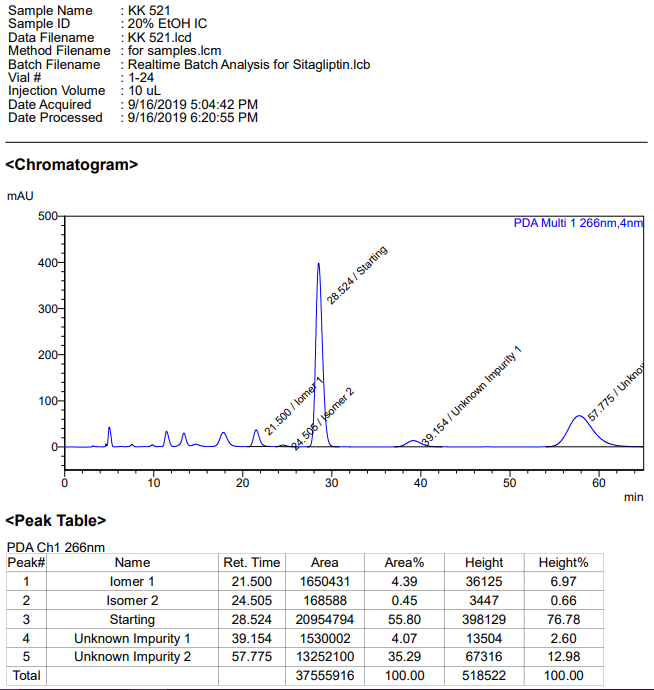 Sample Name : KK 521
Sample ID : 20% EtOH IC
Data Filename : KK 521.lcd
Method Filename : for samples.lcm
Batch Filename : Realtime Batch Analysis for Sitagliptin.lcb
Vial # : 1-24
Injection Volume : 10 uL
Date Acquired : 9/16/2019 5:04:42 PM
Date Processed : 9/16/2019 6:20:55 PM
<Chromatogram>
mAU
500
PDA Multi 1 266nm,4nm
400
300
200
100
0
28.524 / Starting
21.500 / Iomer 1
24.505 / Isomer 2
39.154 / Unknown Impurity 1
57.775 / Unknow
0 10 20 30 40 50 60
min
<Peak Table>
PDA Ch1 266nm
Peak# Name Ret. Time Area Area% Height Height%
1 Iomer 1 21.500 1650431 4.39 36125 6.97
2 Isomer 2 24.505 168588 0.45 3447 0.66
3 Starting 28.524 20954794 55.80 398129 76.78
4 Unknown Impurity 1 39.154 1530002 4.07 13504 2.60
5 Unknown Impurity 2 57.775 13252100 35.29 67316 12.98
Total 37555916 100.00 518522 100.00